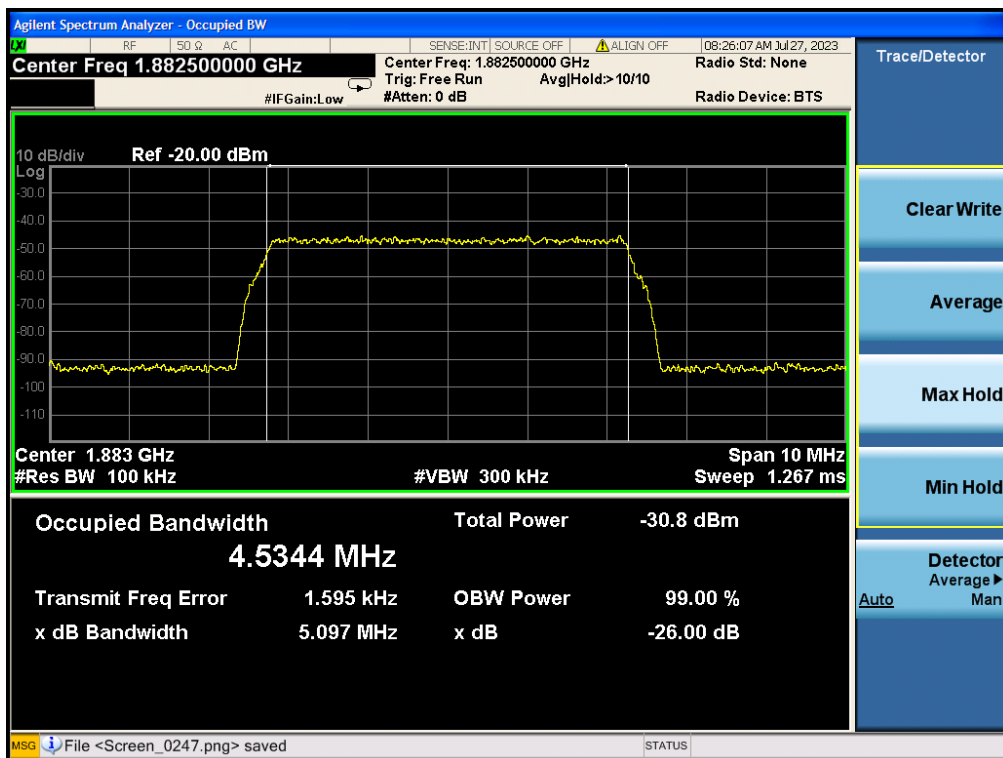 Agilent Spectrum Analyzer - Occupied BW
LXI RF 50 Ω AC SENSE:INT SOURCE OFF ALIGN OFF 08:26:07 AM Jul 27, 2023
Center Freq 1.882500000 GHz
Center Freq: 1.882500000 GHz
Radio Std: None
Trig: Free Run Avg|Hold:> 10/10
#IFGain:Low
#Atten: 0 dB
Radio Device: BTS
10 dB/div Ref -20.00 dBm
Log
-30.0
-40.0
-50.0
-60.0
-70.0
-80.0
-90.0
-100
-110
Center 1.883 GHz Span 10 MHz
#Res BW 100 kHz #VBW 300 kHz Sweep 1.267 ms
Occupied Bandwidth Total Power -30.8 dBm
4.5344 MHz
Transmit Freq Error 1.595 kHz OBW Power 99.00 %
x dB Bandwidth 5.097 MHz x dB -26.00 dB
Trace/Detector
Clear Write
Average
Max Hold
Min Hold
Detector
Average
Auto Man
MSG File <Screen_0247.png> saved STATUS